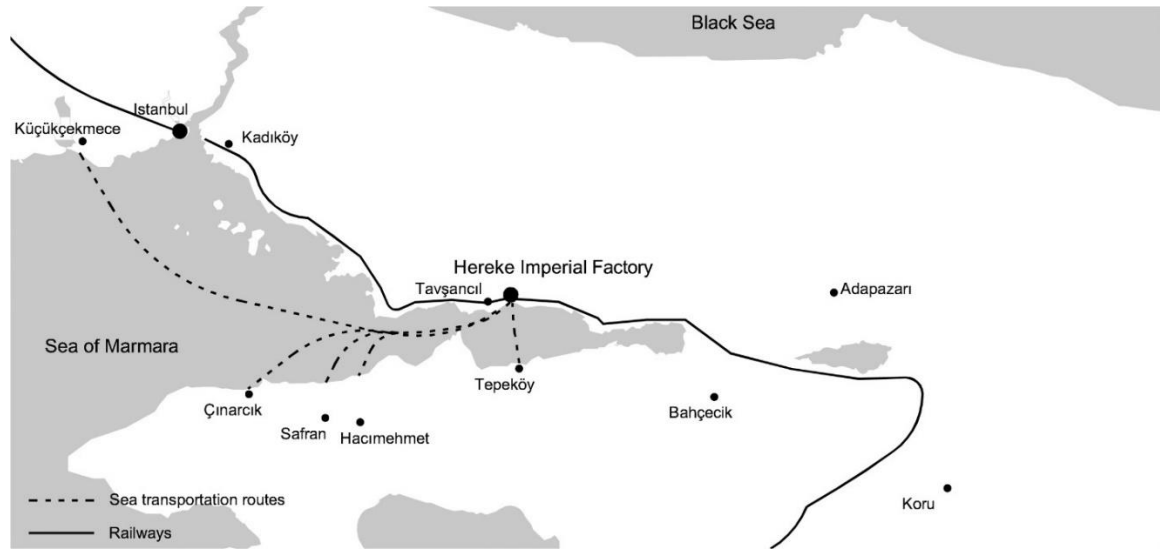 Black Sea
Istanbul
Küçükçekmece
Kadıköy
Hereke Imperial Factory
Tavşancıl
Adapazarı
Sea of Marmara
Tepeköy
Çınarcık
Bahçecik
Safran
Hacımehmet
Sea transportation routes
Koru
Railways